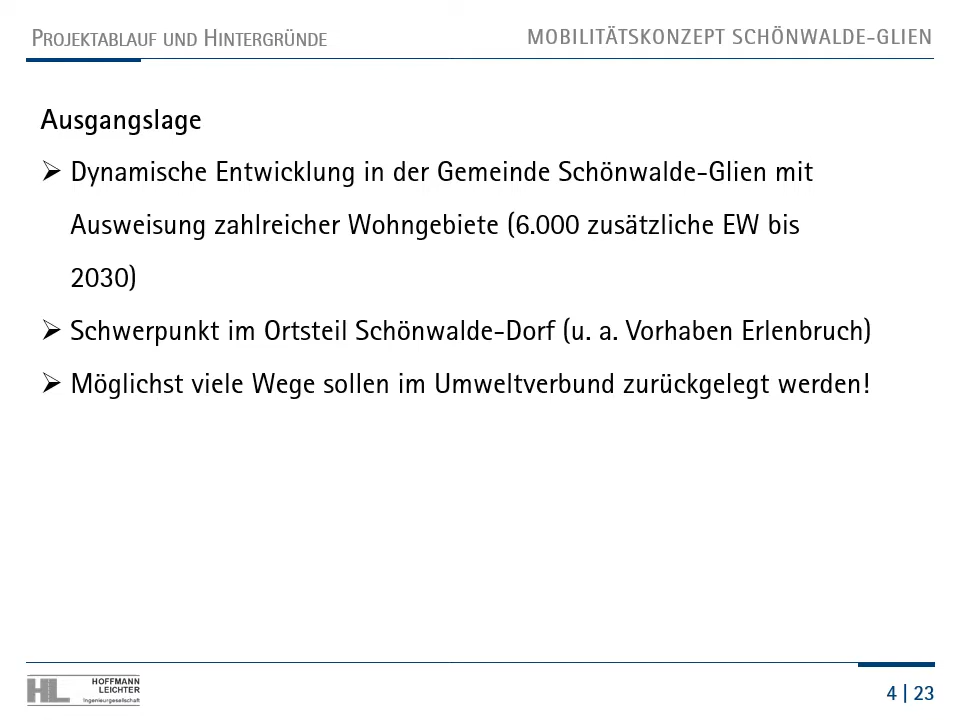 Projektablauf und Hintergründe
MOBILITÄTSKONZEPT SCHÖNWALDE-GLIEN
Ausgangslage
➢ Dynamische Entwicklung in der Gemeinde Schönwalde-Glien mit
Ausweisung zahlreicher Wohngebiete (6.000 zusätzliche EW bis
2030)
➢ Schwerpunkt im Ortsteil Schönwalde-Dorf (u. a. Vorhaben Erlenbruch)
➢ Möglichst viele Wege sollen im Umweltverbund zurückgelegt werden!
HL
HOFFMANN
LEICHTER
Ingenieurgesellschaft
4 | 23